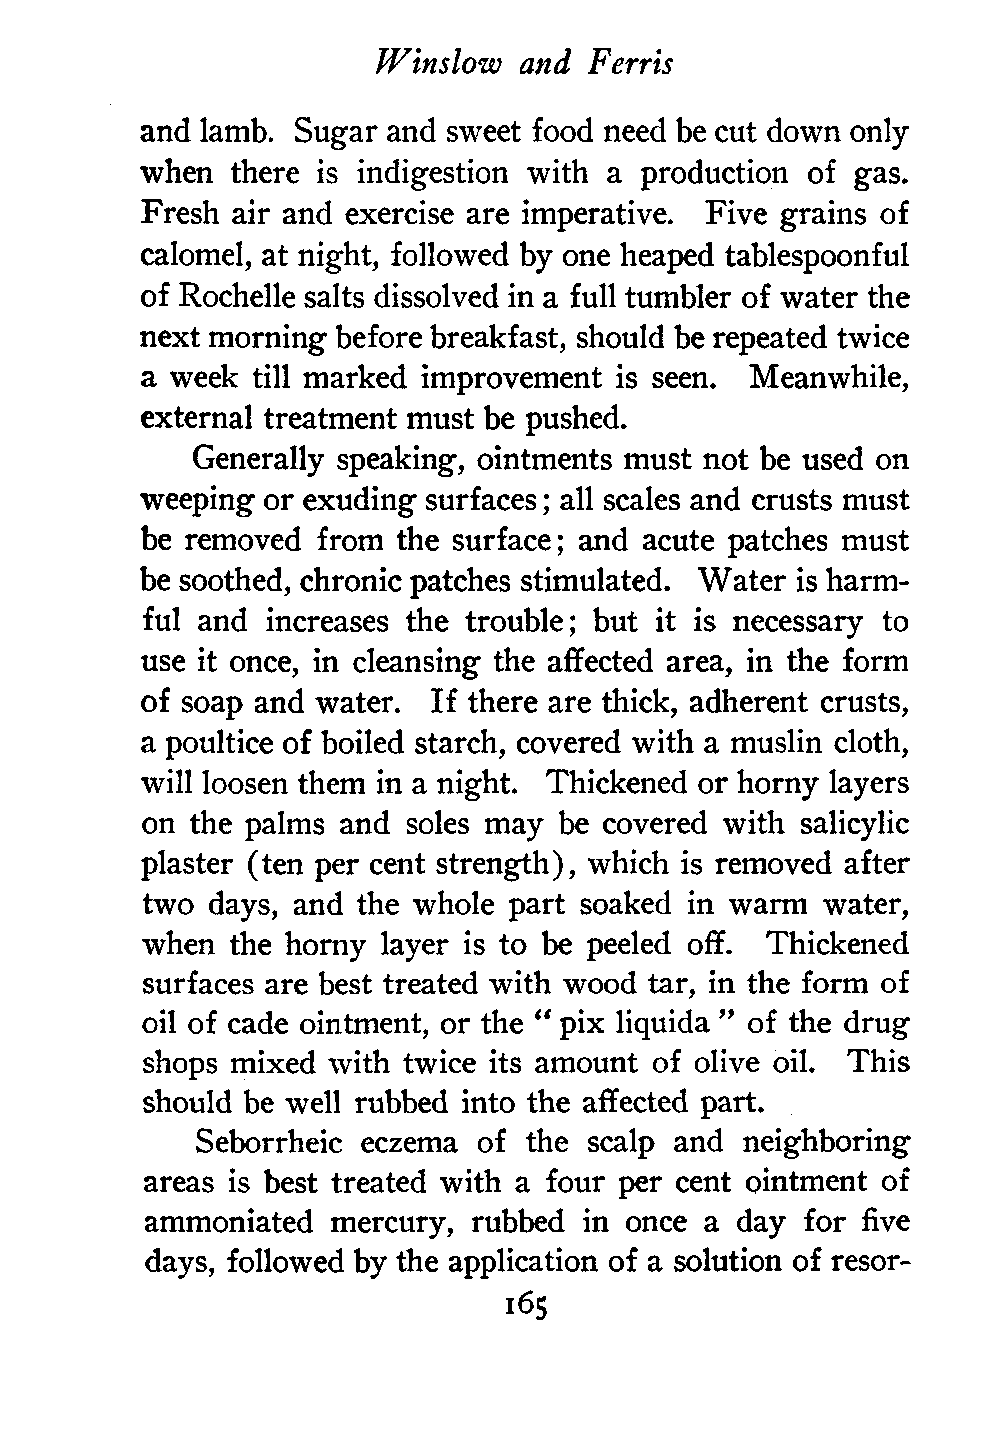 Winslow and Ferris
and lamb. Sugar and sweet food need be cut down only
when there is indigestion with a production of gas.
Fresh air and exercise are imperative. Five grains of
calomel, at night, followed by one heaped tablespoonful
of Rochelle salts dissolved in a full tumbler of water the
next morning before breakfast, should be repeated twice
a week till marked improvement is seen. Meanwhile,
external treatment must be pushed.
Generally speaking, ointments must not be used on
weeping or exuding surfaces; all scales and crusts must
be removed from the surface; and acute patches must
be soothed, chronic patches stimulated. Water is harm-
ful and increases the trouble; but it is necessary to
use it once, in cleansing the affected area, in the form
of soap and water. If there are thick, adherent crusts,
a poultice of boiled starch, covered with a muslin cloth,
will loosen them in a night. Thickened or horny layers
on the palms and soles may be covered with salicylic
plaster (ten per cent strength), which is removed after
two days, and the whole part soaked in warm water,
when the horny layer is to be peeled off. Thickened
surfaces are best treated with wood tar, in the form of
oil of cade ointment, or the “ pix liquida ” of the drug
shops mixed with twice its amount of olive oil. This
should be well rubbed into the affected part.
Seborrheic eczema of the scalp and neighboring
areas is best treated with a four per cent ointment of
ammoniated mercury, rubbed in once a day for five
days, followed by the application of a solution of resor-
165